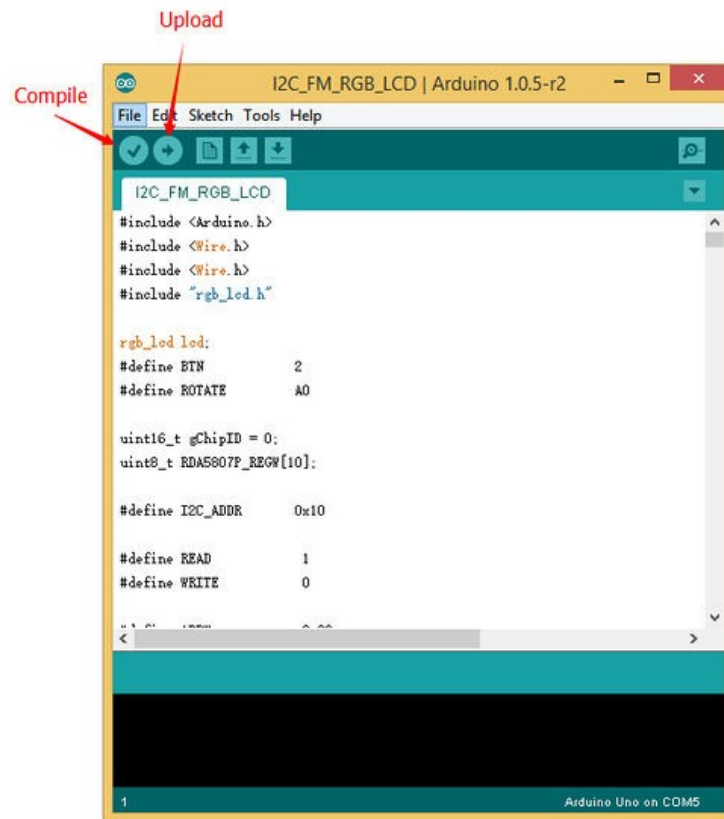 Upload
Compile
I2C_FM_RGB_LCD | Arduino 1.0.5-r2
File Edit Sketch Tools Help
I2C_FM_RGB_LCD
#include <Arduino.h>
#include <Wire.h>
#include <Wire.h>
#include "rgb_lcd.h"
rgb_lcd lcd;
#define BTN 2
#define ROTATE A0
uint16_t gChipID = 0;
uint8_t RDA5807P_REGW[10];
#define I2C_ADDR 0x10
#define READ 1
#define WRITE 0
1
Arduino Uno on COM5